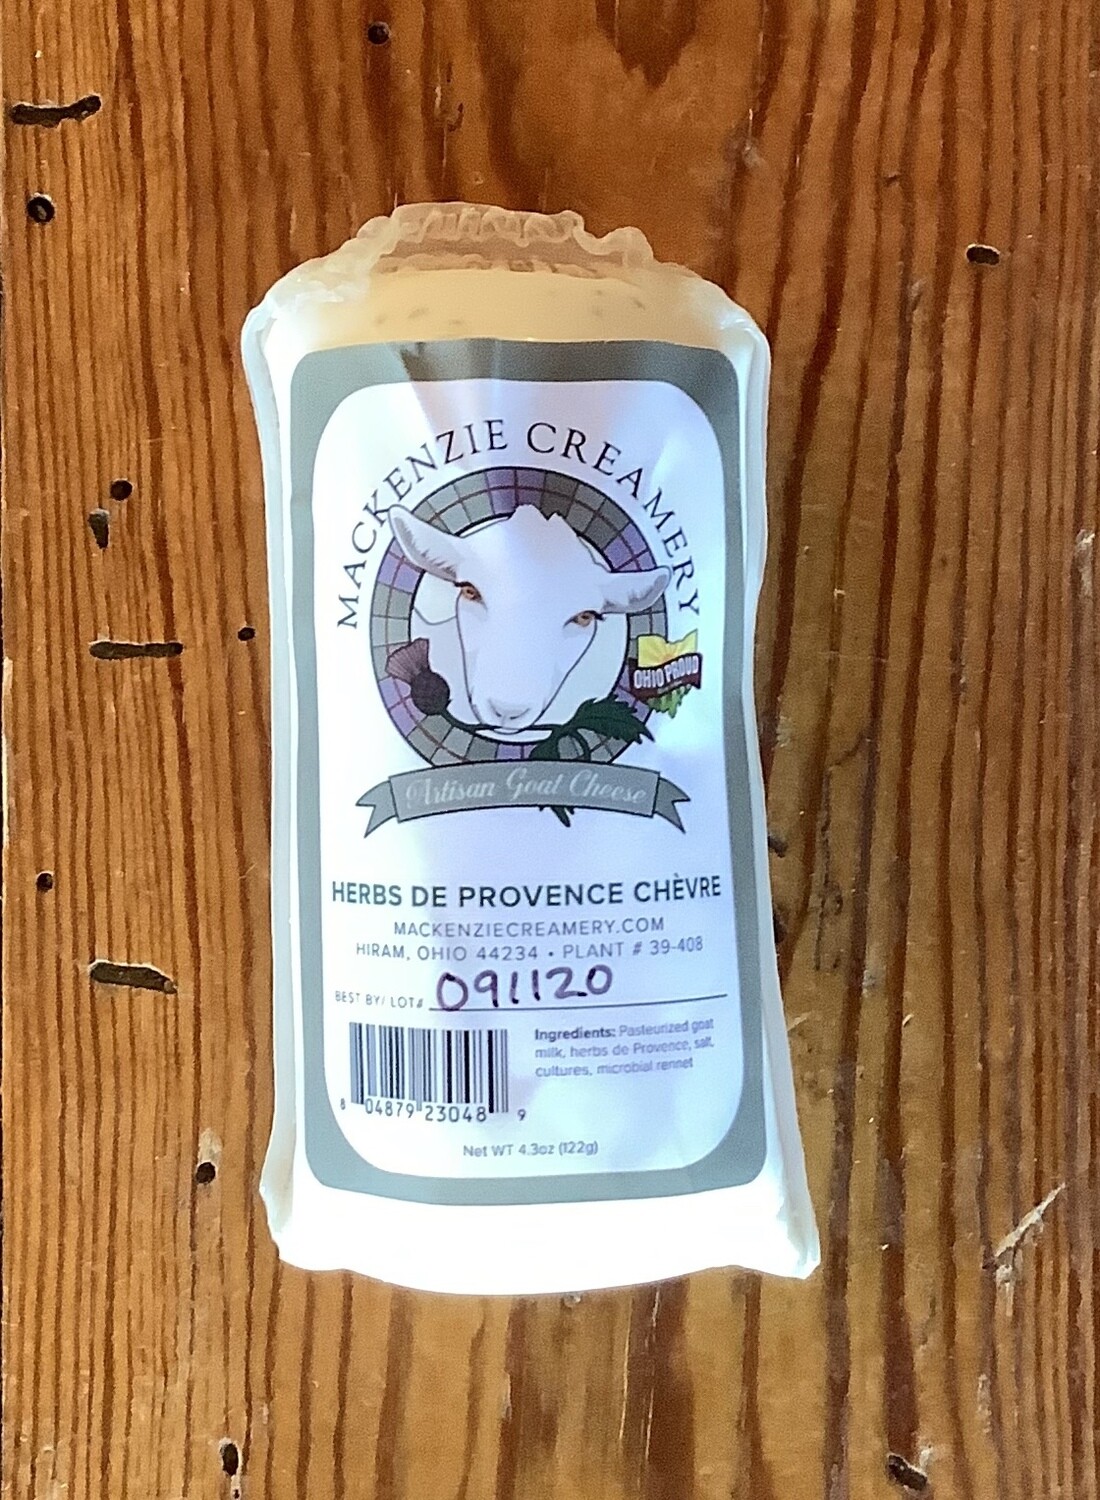 MACKENZIE CREAMERY
OHIO PROUD
Artisan Goat Cheese
HERBS DE PROVENCE CHÈVRE
MACKENZIECREAMERY.COM
HIRAM, OHIO 44234 • PLANT # 39-408
BEST BY/ LOT# 091120
Ingredients: Pasteurized goat
milk, herbs de Provence, salt,
cultures, microbial rennet
8 04879 23048 9
Net WT 4.3oz (122g)